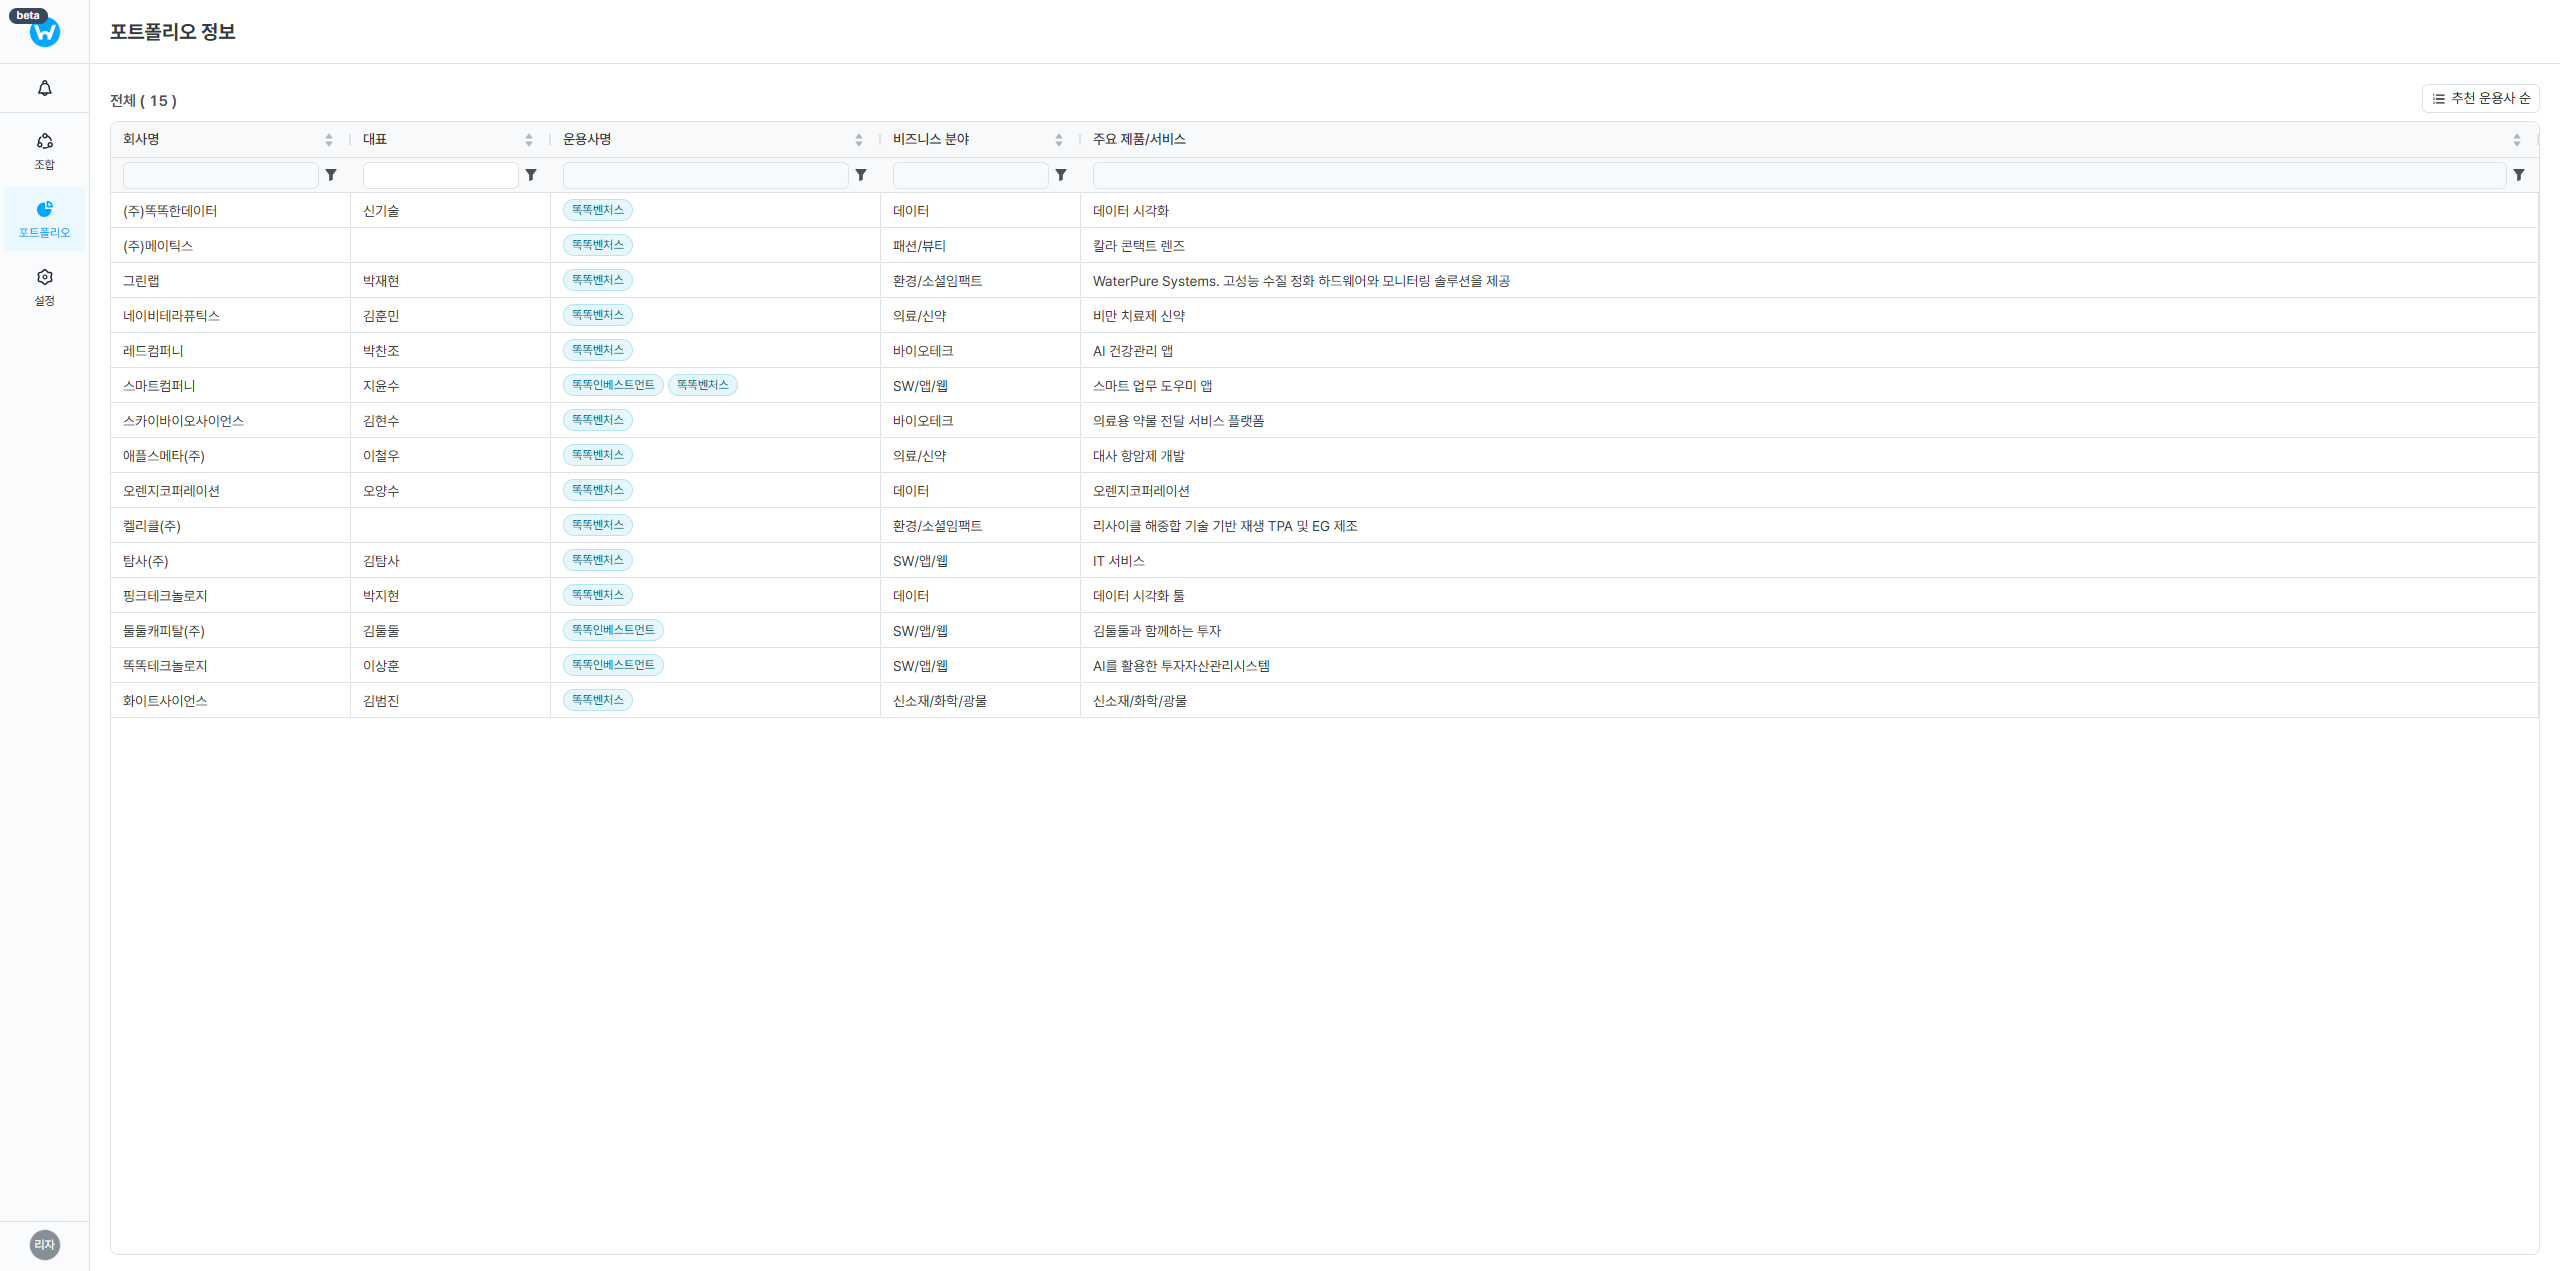 beta
포트폴리오 정보
전체 ( 15 )
추천 운용사 순
조합
포트폴리오
설정
회사명 대표 운용사명 비즈니스 분야 주요 제품/서비스
(주)똑똑한데이터 신기술 똑똑벤처스 데이터 데이터 시각화
(주)메이틱스 똑똑벤처스 패션/뷰티 칼라 콘택트 렌즈
그린랩 박재현 똑똑벤처스 환경/소셜임팩트 WaterPure Systems. 고성능 수질 정화 하드웨어와 모니터링 솔루션을 제공
네이비테라퓨틱스 김훈민 똑똑벤처스 의료/신약 비만 치료제 신약
레드컴퍼니 박찬조 똑똑벤처스 바이오테크 AI 건강관리 앱
스마트컴퍼니 지윤수 똑똑인베스트먼트 똑똑벤처스 SW/앱/웹 스마트 업무 도우미 앱
스카이바이오사이언스 김현수 똑똑벤처스 바이오테크 의료용 약물 전달 서비스 플랫폼
애플스메타(주) 이철우 똑똑벤처스 의료/신약 대사 항암제 개발
오렌지코퍼레이션 오양수 똑똑벤처스 데이터 오렌지코퍼레이션
켈리클(주) 똑똑벤처스 환경/소셜임팩트 리사이클 해중합 기술 기반 재생 TPA 및 EG 제조
탐사(주) 김탐사 똑똑벤처스 SW/앱/웹 IT 서비스
핑크테크놀로지 박지현 똑똑벤처스 데이터 데이터 시각화 툴
둘둘캐피탈(주) 김둘둘 똑똑인베스트먼트 SW/앱/웹 김둘둘과 함께하는 투자
똑똑테크놀로지 이상훈 똑똑인베스트먼트 SW/앱/웹 AI를 활용한 투자자산관리시스템
화이트사이언스 김범진 똑똑벤처스 신소재/화학/광물 신소재/화학/광물
리자